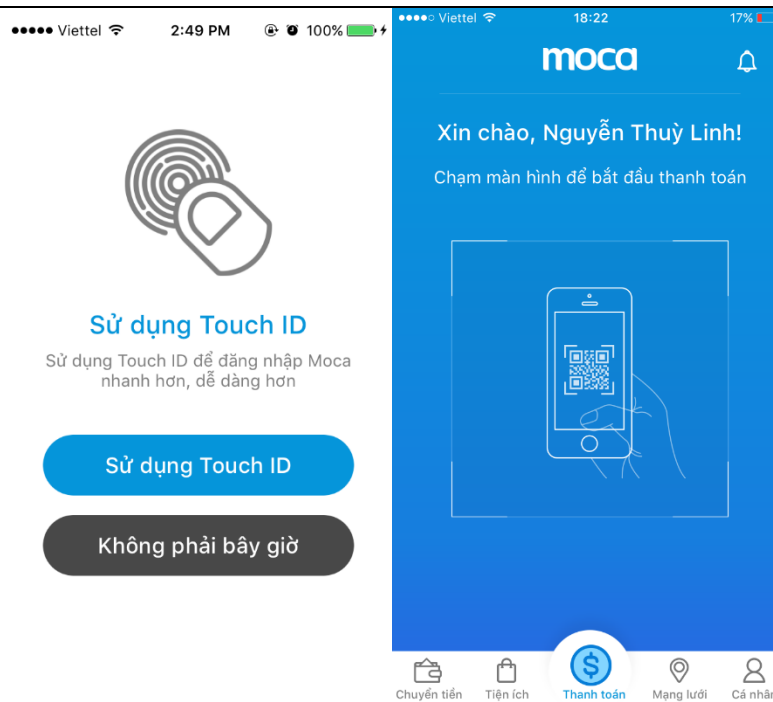 Viettel 2:49 PM 100%
Sử dụng Touch ID
Sử dụng Touch ID để đăng nhập Moca
nhanh hơn, dễ dàng hơn
Sử dụng Touch ID
Không phải bây giờ
Viettel 18:22 17%
moca
Xin chào, Nguyễn Thuỳ Linh!
Chạm màn hình để bắt đầu thanh toán
Chuyển tiền Tiện ích Thanh toán Mạng lưới Cá nhân